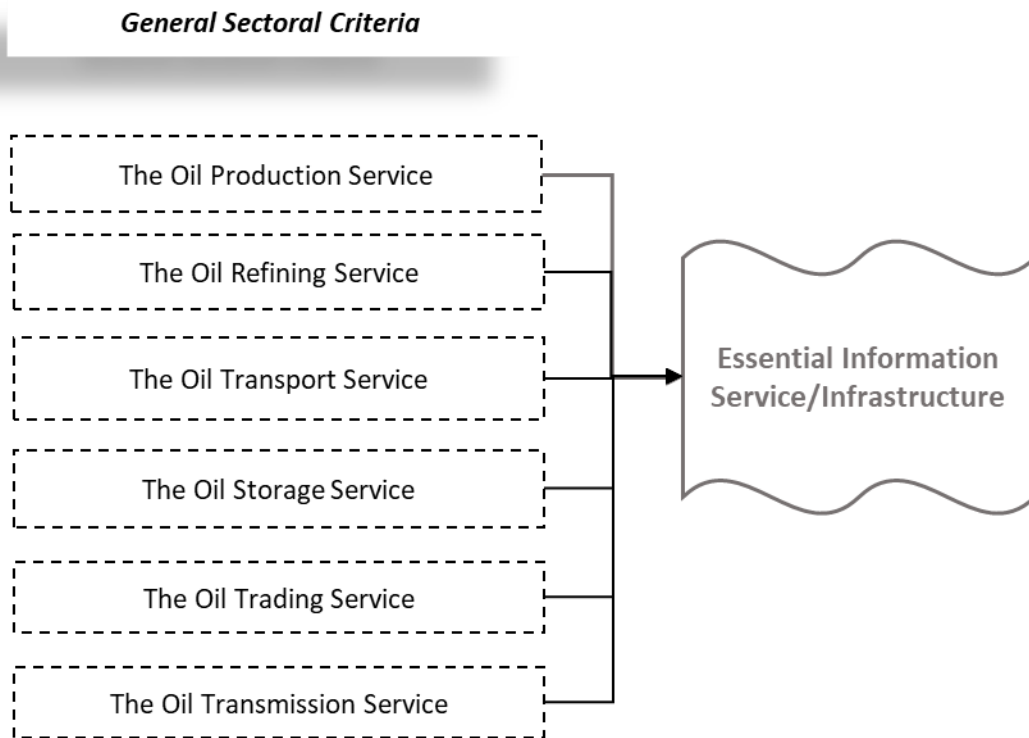 General Sectoral Criteria
The Oil Production Service
The Oil Refining Service
The Oil Transport Service
The Oil Storage Service
The Oil Trading Service
The Oil Transmission Service
Essential Information
Service/Infrastructure